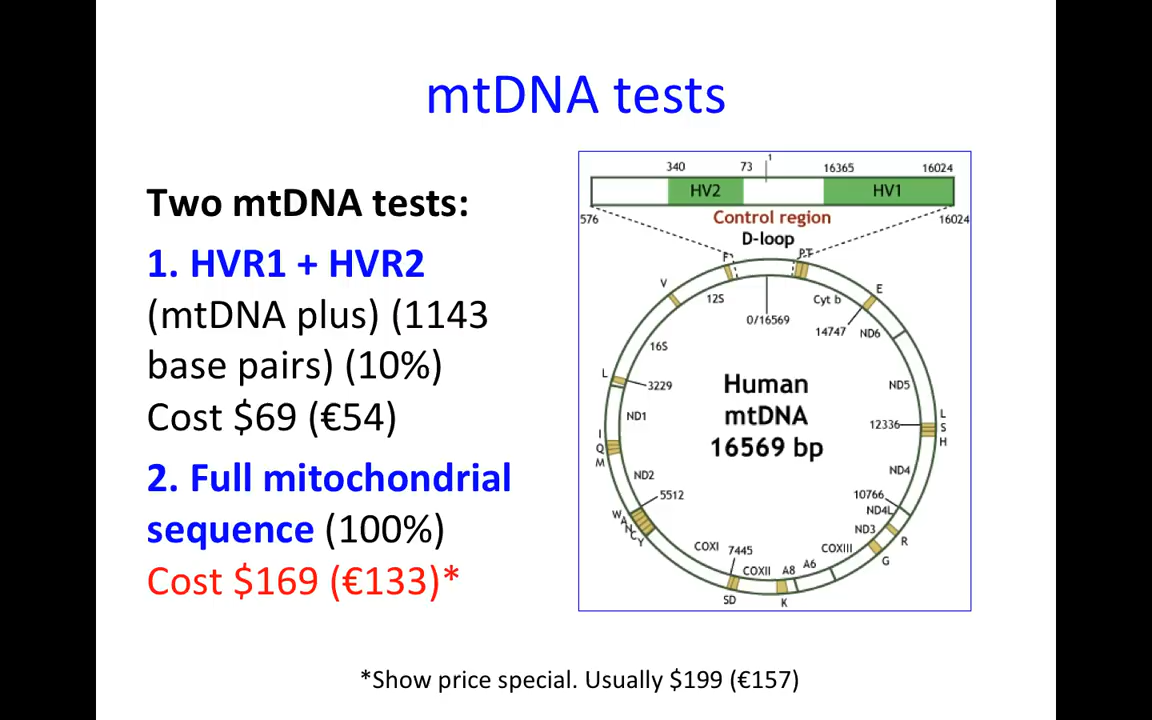 mtDNA tests
Two mtDNA tests:
1. HVR1 + HVR2
(mtDNA plus) (1143
base pairs) (10%)
Cost $69 (€54)
2. Full mitochondrial
sequence (100%)
Cost $169 (€133)*
340 73 1 16365 16024
HV2 HV1
576 Control region 16024
D-loop
F P T
V 12S Cyt b E
0/16569
14747 ND6
16S
L 3229 ND5
Human
mtDNA
16569 bp
ND1 12336 L
S
H
I
Q
M
ND2 ND4
5512 10766
ND4L
W
A
N
C
Y
ND3 R
COXI 7445 COXIII G
COXII A8 A6
SD K
*Show price special. Usually $199 (€157)